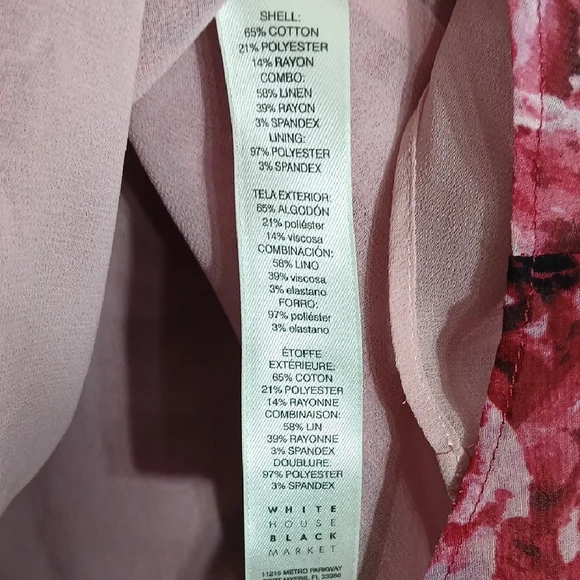 SHELL:
65% COTTON
21% POLYESTER
14% RAYON
COMBO:
58% LINEN
39% RAYON
3% SPANDEX
LINING:
97% POLYESTER
3% SPANDEX
TELA EXTERIOR:
65% ALGODÓN
21% poliéster
14% viscosa
COMBINACIÓN:
58% LINO
39% viscosa
3% elastano
FORRO:
97% poliéster
3% elastano
ÉTOFFE
EXTÉRIEURE:
65% COTON
21% POLYESTER
14% RAYONNE
COMBINAISON:
58% LIN
39% RAYONNE
3% SPANDEX
DOUBLURE:
97% POLYESTER
3% SPANDEX
WHITE
HOUSE
BLACK
MARKET
11215 METRO PARKWAY
MYERS, FL 33966